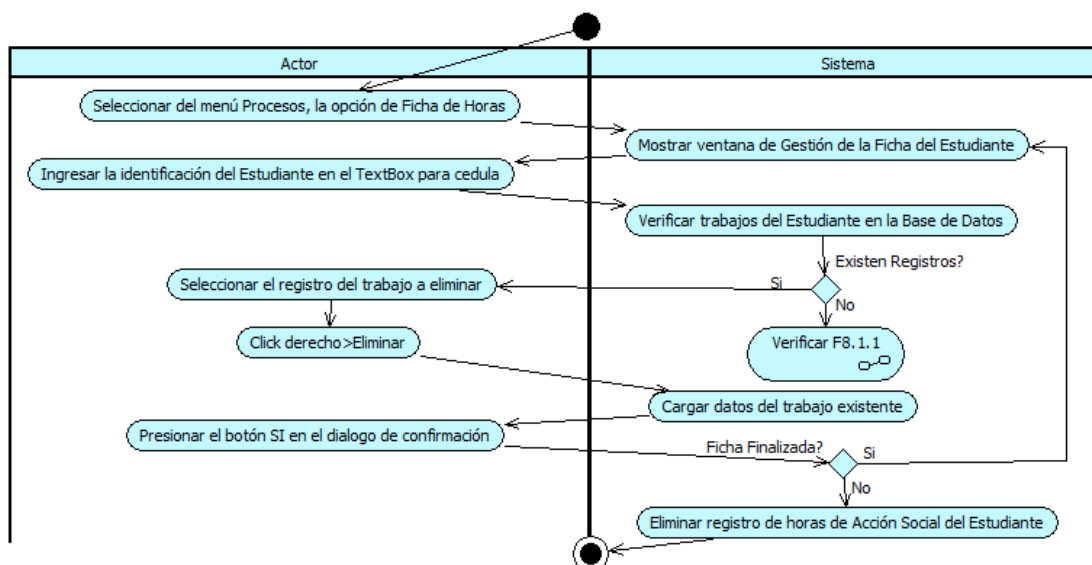 Actor
Sistema
Seleccionar del menú Procesos, la opción de Ficha de Horas
Mostrar ventana de Gestión de la Ficha del Estudiante
Ingresar la identificación del Estudiante en el TextBox para cedula
Verificar trabajos del Estudiante en la Base de Datos
Existen Registros?
Seleccionar el registro del trabajo a eliminar
Si
No
Click derecho>Eliminar
Verificar F8.1.1
Cargar datos del trabajo existente
Presionar el botón SI en el dialogo de confirmación
Ficha Finalizada?
Si
No
Eliminar registro de horas de Acción Social del Estudiante